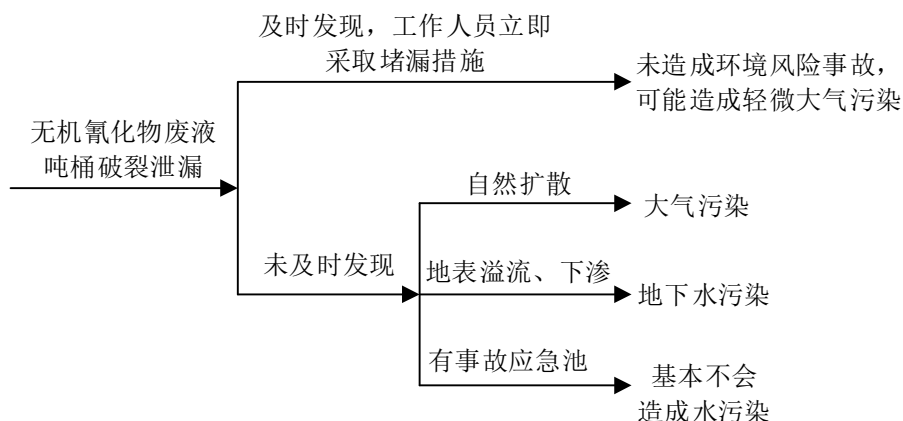 及时发现，工作人员立即
采取堵漏措施
未造成环境风险事故，
可能造成轻微大气污染
无机氰化物废液
吨桶破裂泄漏
自然扩散
大气污染
未及时发现
地表溢流、下渗
地下水污染
有事故应急池
基本不会
造成水污染